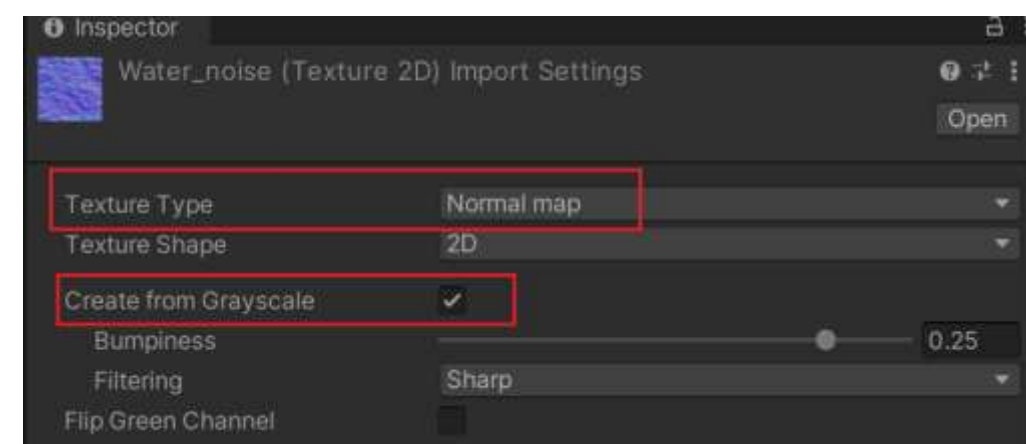 Inspector
Water_noise (Texture 2D) Import Settings
Open
Texture Type Normal map
Texture Shape 2D
Create from Grayscale
Bumpiness 0.25
Filtering Sharp
Flip Green Channel